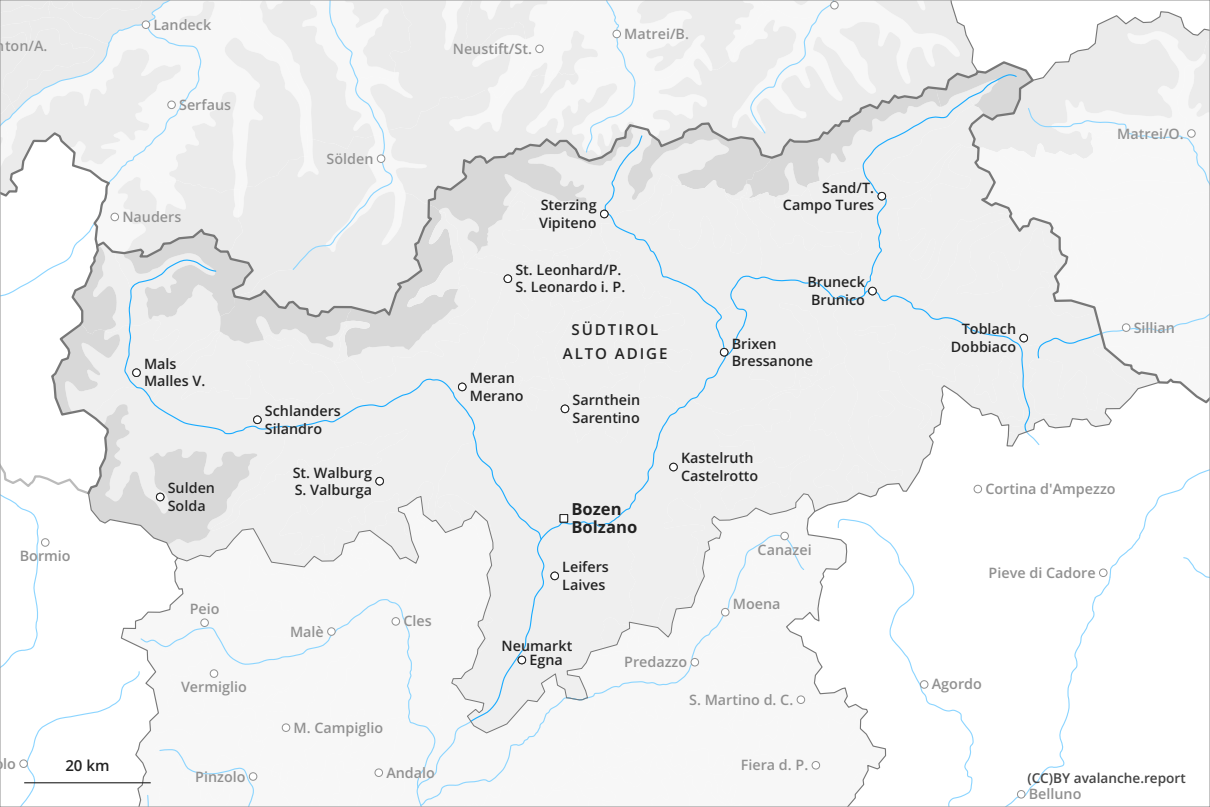 Landeck
Matrei/B.
nton/A.
Neustift/St.
Serfaus
Matrei/O.
Sölden
Sand/T.
Campo Tures
Nauders
Sterzing
Vipiteno
St. Leonhard/P.
S. Leonardo i. P.
Bruneck
Brunico
SÜDTIROL
ALTO ADIGE
Toblach
Dobbiaco
Sillian
Brixen
Bressanone
Mals
Malles V.
Meran
Merano
Schlanders
Silandro
Sarnthein
Sarentino
Kastelruth
Castelrotto
St. Walburg
S. Valburga
Sulden
Solda
Cortina d'Ampezzo
Bozen
Bolzano
Bormio
Canazei
Leifers
Laives
Pieve di Cadore
Peio
Moena
Malè
Cles
Neumarkt
Egna
Predazzo
Vermiglio
Agordo
S. Martino d. C.
M. Campiglio
olo
20 km
Pinzolo
Andalo
Fiera d. P.
(CC)BY avalanche.report
Belluno